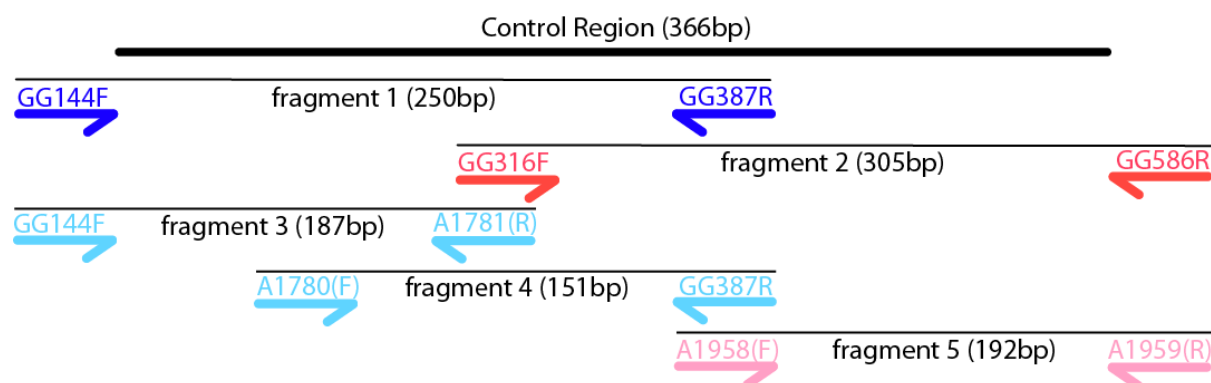 Control Region (366bp)
GG144F fragment 1 (250bp) GG387R
GG316F fragment 2 (305bp) GG586R
GG144F fragment 3 (187bp) A1781(R)
A1780(F) fragment 4 (151bp) GG387R
A1958(F) fragment 5 (192bp) A1959(R)